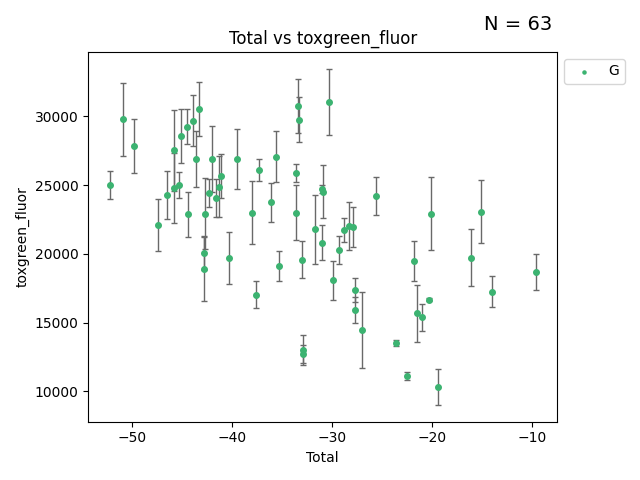 N = 63
Total vs toxgreen_fluor
G
30000
25000
20000
15000
10000
toxgreen_fluor
−50
−40
−30
−20
−10
Total